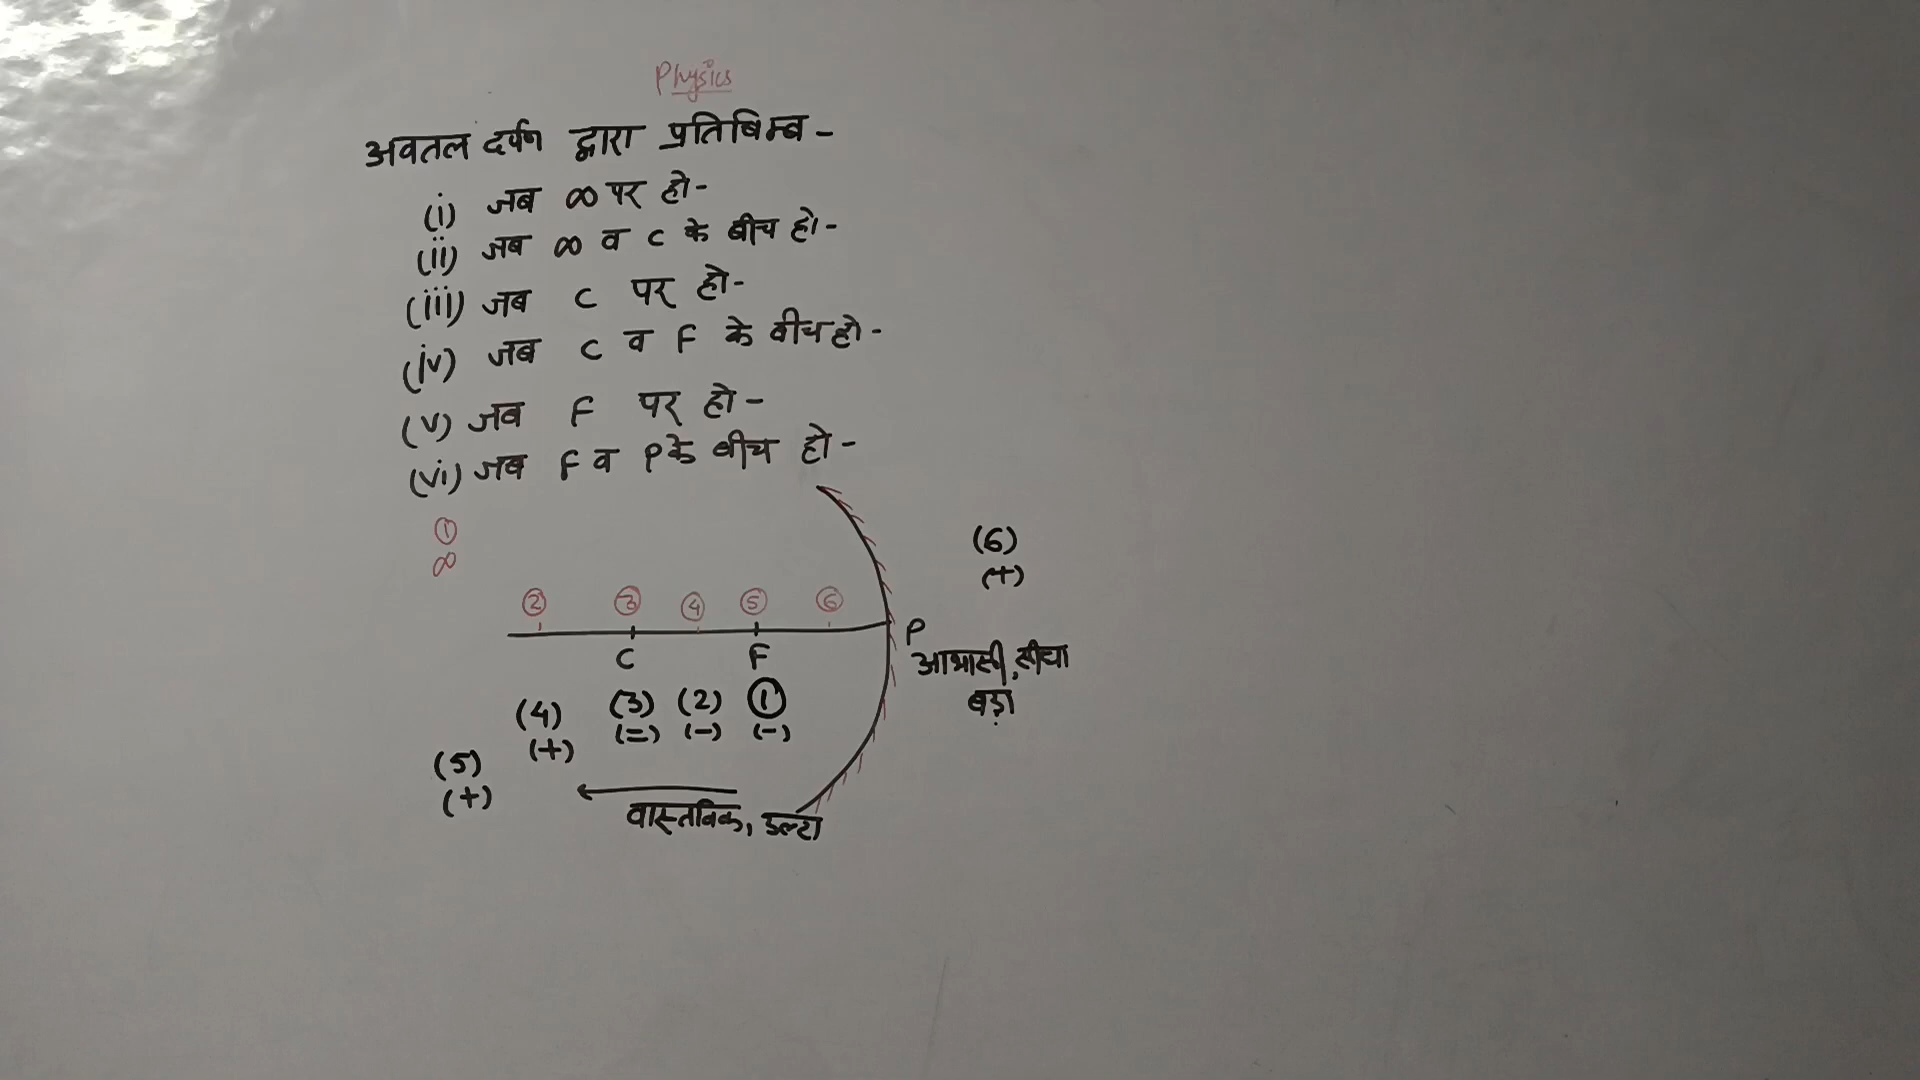 Physics
अवतल दर्पण द्वारा प्रतिबिम्ब -
(i) जब ∞ पर हो -
(ii) जब ∞ व C के बीच हो -
(iii) जब C पर हो -
(iv) जब C व F के बीच हो -
(v) जब F पर हो -
(vi) जब F व P के बीच हो -
①
∞
② ③ ④ ⑤ ⑥
(6)
(+)
C F P
आभासी, सीधा
बड़ा
(4) (3) (2) ①
(+) (=) (-) (-)
(5)
(+)
वास्तविक, उल्टा